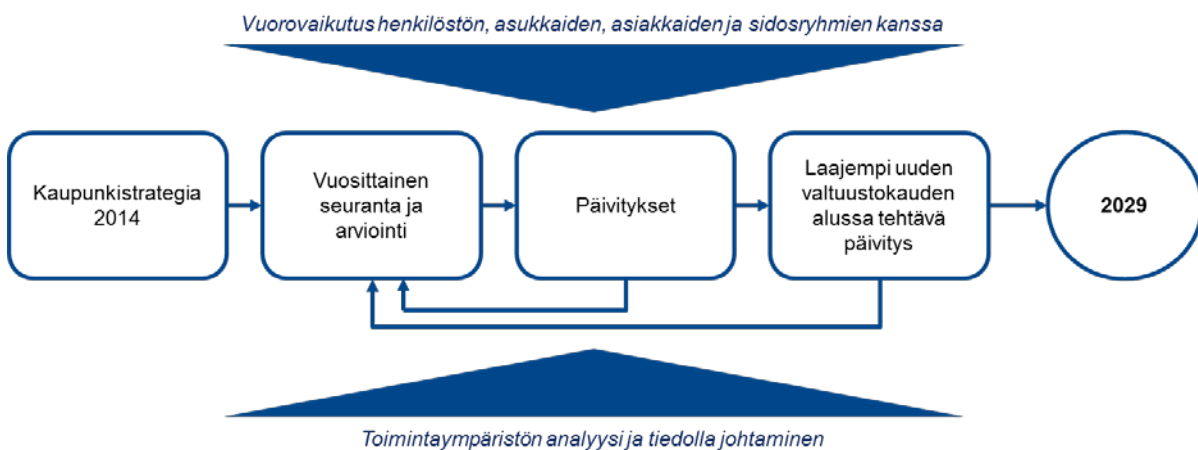 Vuorovaikutus henkilöstön, asukkaiden, asiakkaiden ja sidosryhmien kanssa
Kaupunkistrategia
2014
Vuosittainen
seuranta ja
arviointi
Päivitykset
Laajempi uuden
valtuustokauden
alussa tehtävä
päivitys
2029
Toimintaympäristön analyysi ja tiedolla johtaminen